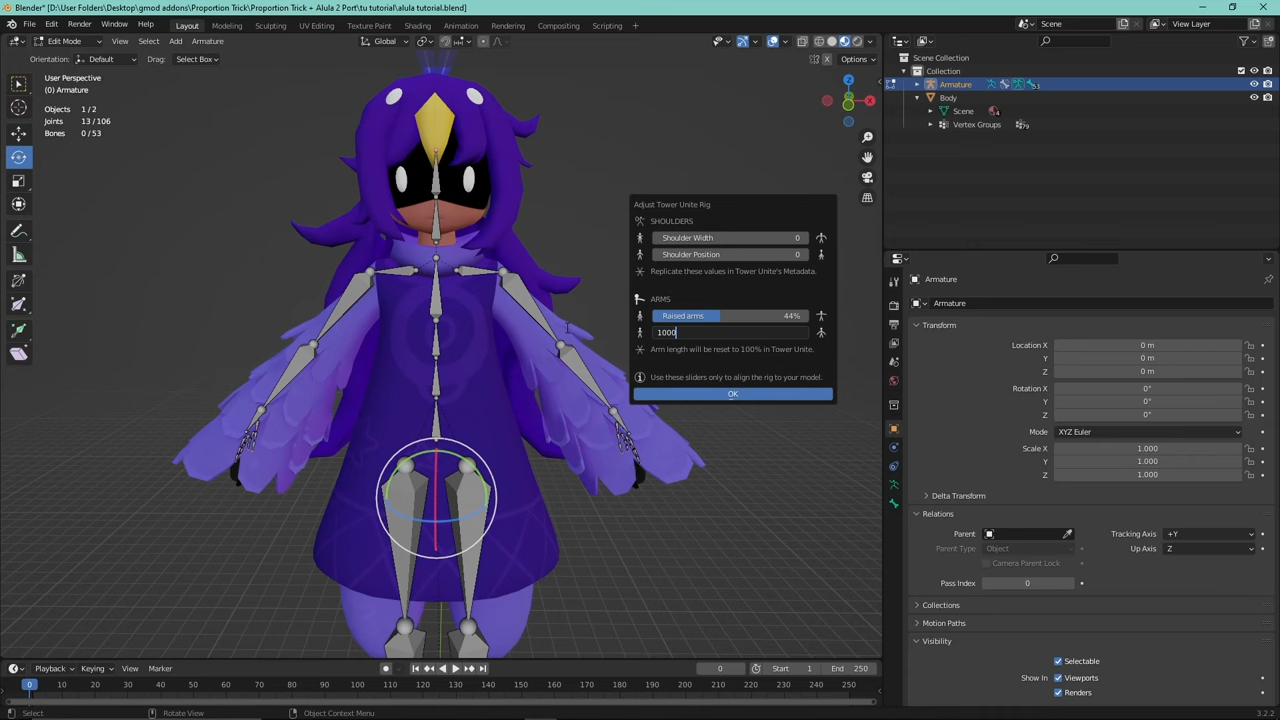 Blender* [D:\User Folders\Desktop\gmod addons\Proportion Trick\Proportion Trick + Alula 2 Port\tu tutorial\alula tutorial.blend]
File Edit Render Window Help Layout Modeling Sculpting UV Editing Texture Paint Shading Animation Rendering Compositing Scripting + Scene View Layer
Edit Mode View Select Add Armature Global Options
Orientation: Default Drag: Select Box X
User Perspective
(0) Armature
Objects 1/2
Joints 13/106
Bones 0/53
Z
X
Scene Collection
Collection
Armature 53
Body
Scene 4
Vertex Groups 79
Adjust Tower Unite Rig
SHOULDERS
Shoulder Width 0
Shoulder Position 0
Replicate these values in Tower Unite's Metadata.
ARMS
Raised arms 44%
1000
Arm length will be reset to 100% in Tower Unite.
Use these sliders only to align the rig to your model.
OK
Armature
Armature
Transform
Location X 0 m
Y 0 m
Z 0 m
Rotation X 0°
Y 0°
Z 0°
Mode XYZ Euler
Scale X 1.000
Y 1.000
Z 1.000
Delta Transform
Relations
Parent Tracking Axis +Y
Parent Type Object Up Axis Z
Camera Parent Lock
Pass Index 0
Collections
Motion Paths
Visibility
Selectable
Show In Viewports
Renders
Playback Keying View Marker 0 Start 1 End 250
0 10 20 30 40 50 60 70 80 90 100 110 120 130 140 150 160 170 180 190 200 210 220 230 240 250
Select Rotate View Object Context Menu 3.2.2